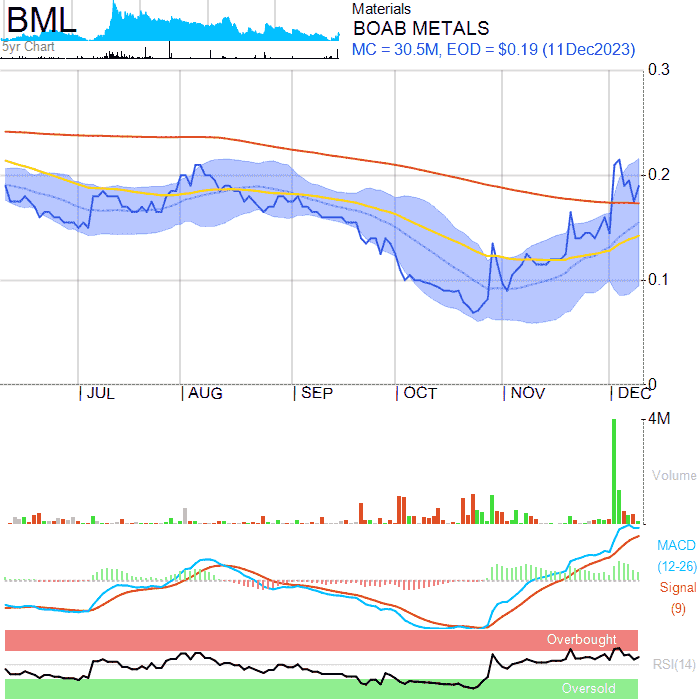 BML
5yr Chart
Materials
BOAB METALS
MC = 30.5M, EOD = $0.19 (11Dec2023)
0.3
0.2
0.1
0
JUL
AUG
SEP
OCT
NOV
DEC
4M
Volume
MACD
(12-26)
Signal
(9)
Overbought
RSI(14)
Oversold